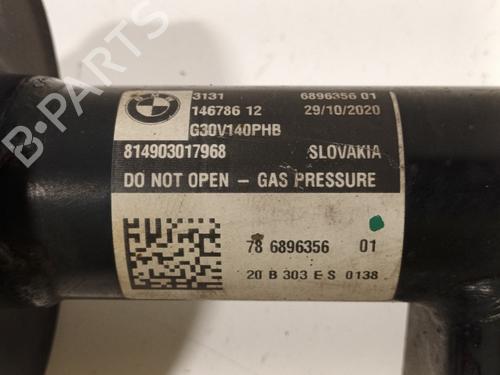 BMW
3131 6896356 01
146786 12 29/10/2020
G30V140PHB
814903017968 SLOVAKIA
DO NOT OPEN - GAS PRESSURE
78 6896356 01
20 B 303 E S 0138
B-PARTS